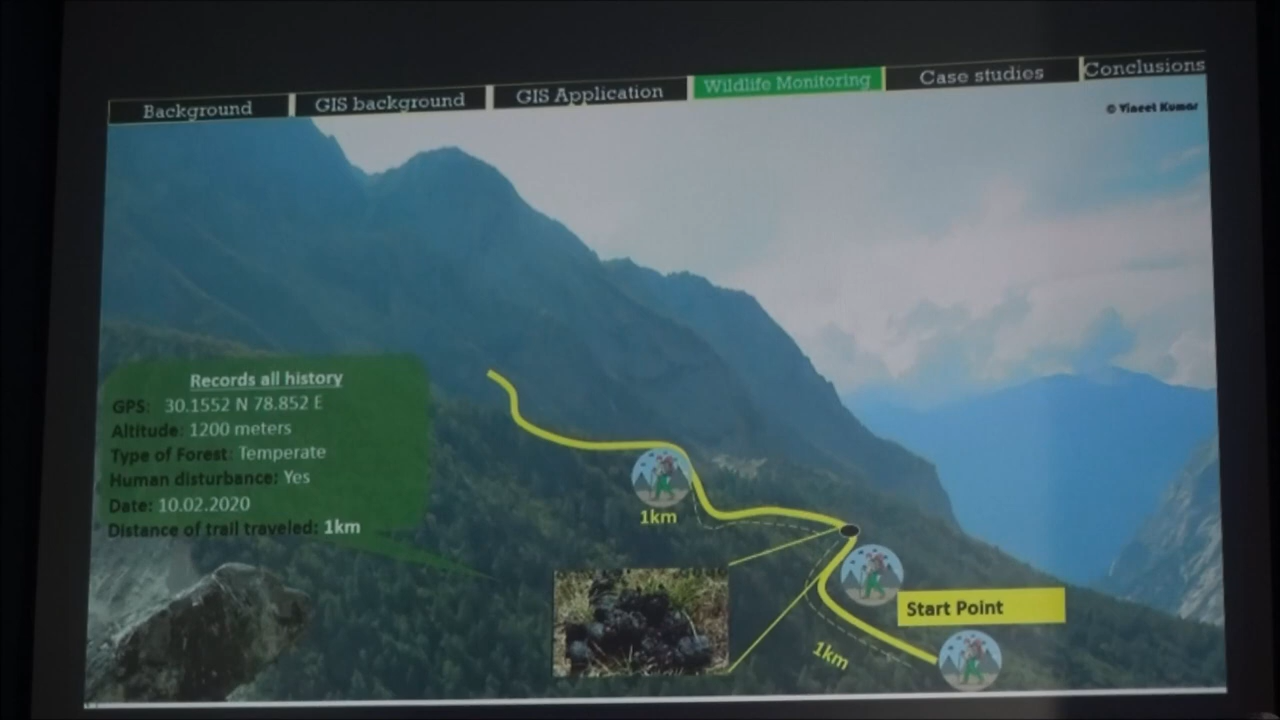 Background
GIS background
GIS Application
Wildlife Monitoring
Case studies
Conclusions
© Vineet Kumar
Records all history
GPS: 30.1552 N 78.852 E
Altitude: 1200 meters
Type of Forest: Temperate
Human disturbance: Yes
Date: 10.02.2020
Distance of trail traveled: 1km
1km
Start Point
1km